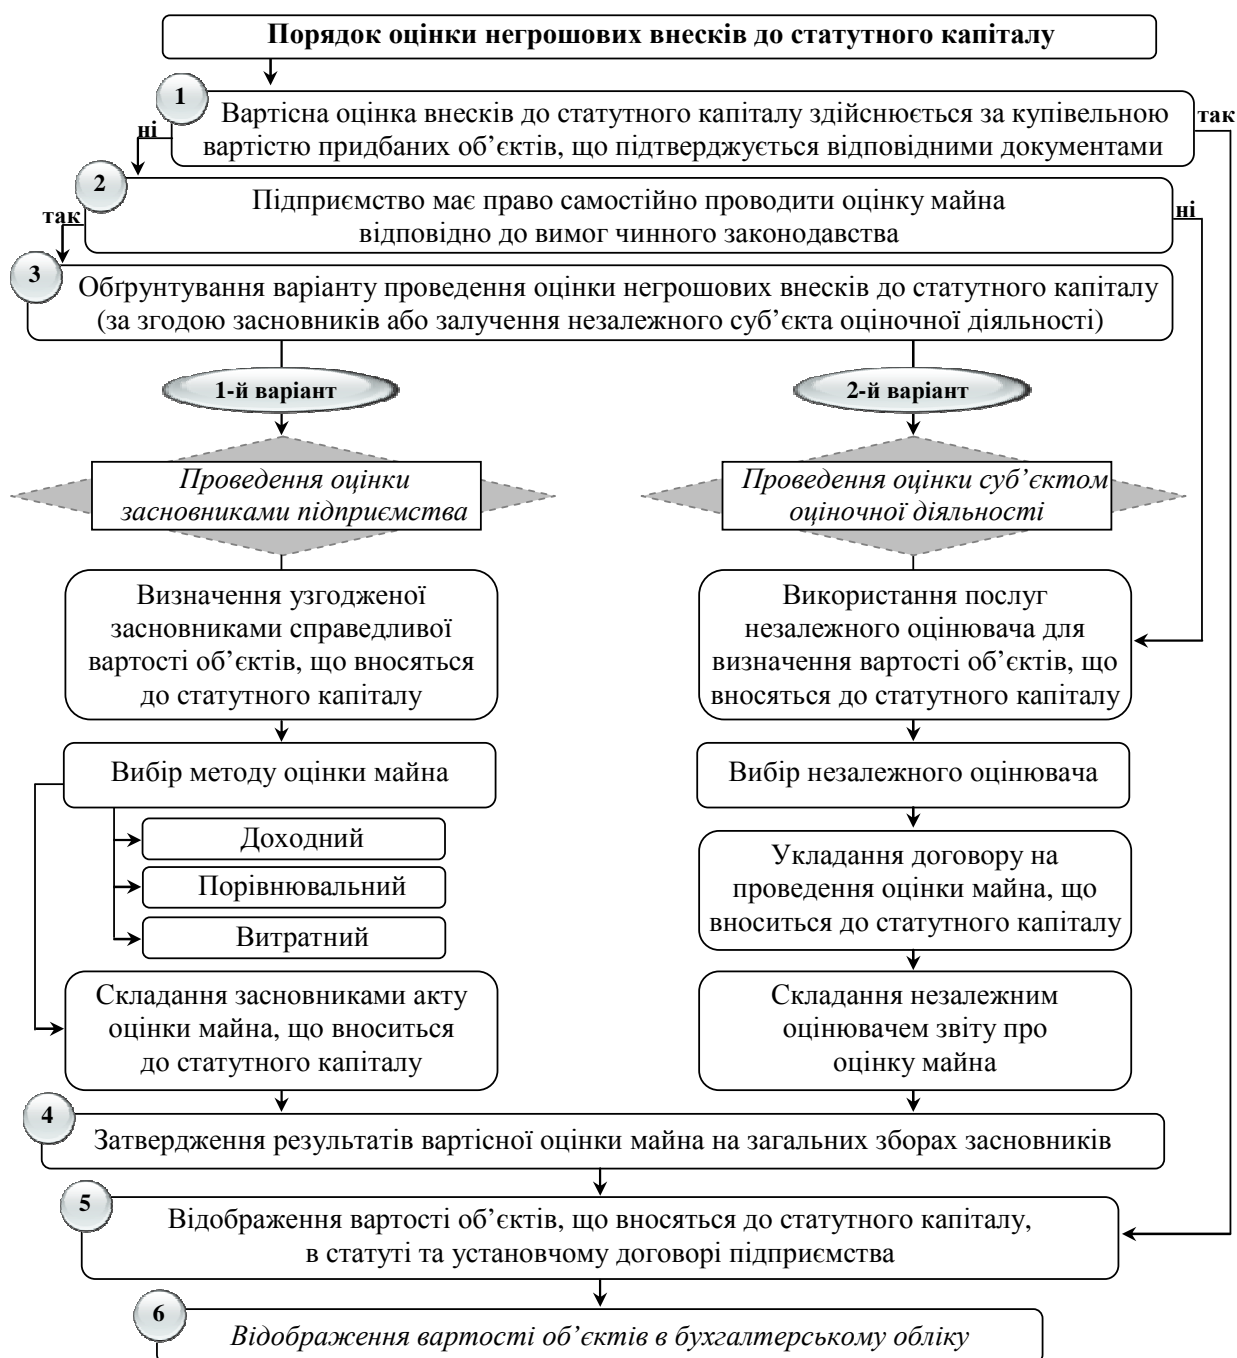 Порядок оцінки негрошових внесків до статутного капіталу
1
Вартісна оцінка внесків до статутного капіталу здійснюється за купівельною
вартістю придбаних об’єктів, що підтверджується відповідними документами
так
ні
2
Підприємство має право самостійно проводити оцінку майна
відповідно до вимог чинного законодавства
так
ні
3
Обґрунтування варіанту проведення оцінки негрошових внесків до статутного капіталу
(за згодою засновників або залучення незалежного суб’єкта оціночної діяльності)
1-й варіант
2-й варіант
Проведення оцінки
засновниками підприємства
Проведення оцінки суб’єктом
оціночної діяльності
Визначення узгодженої
засновниками справедливої
вартості об’єктів, що вносяться
до статутного капіталу
Використання послуг
незалежного оцінювача для
визначення вартості об’єктів, що
вносяться до статутного капіталу
Вибір методу оцінки майна
Вибір незалежного оцінювача
Доходний
Порівнювальний
Витратний
Укладання договору на
проведення оцінки майна, що
вноситься до статутного капіталу
Складання засновниками акту
оцінки майна, що вноситься
до статутного капіталу
Складання незалежним
оцінювачем звіту про
оцінку майна
4
Затвердження результатів вартісної оцінки майна на загальних зборах засновників
5
Відображення вартості об’єктів, що вносяться до статутного капіталу,
в статуті та установчому договорі підприємства
6
Відображення вартості об’єктів в бухгалтерському обліку